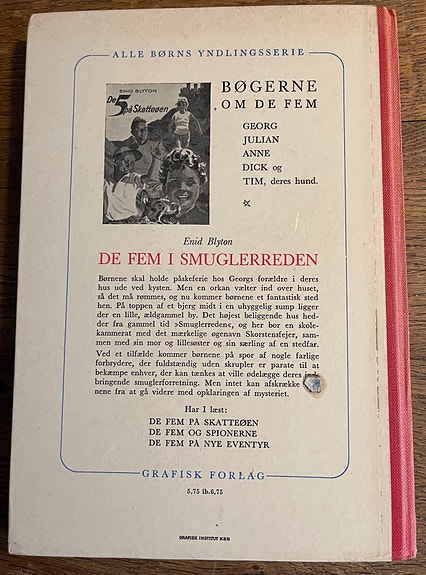 ALLE BØRNS YNDLINGSSERIE
ENID BLYTON
De 5
på Skatteøen
BØGERNE
OM DE FEM
GEORG
JULIAN
ANNE
DICK og
TIM, deres hund.
Enid Blyton
DE FEM I SMUGLERREDEN
Børnene skal holde påskeferie hos Georgs forældre i deres
hus ude ved kysten. Men en orkan vælter ind over huset,
så det må rømmes, og nu kommer børnene et fantastisk sted
hen. På toppen af et bjerg midt i en uhyggelig sump ligger
der en lille, ældgammel by. Det højest beliggende hus hed-
der fra gammel tid »Smuglerreden«, og her bor en skole-
kammerat med det mærkelige øgenavn Skorstensfejer, sam-
men med sin mor og lillesøster og sin særling af en stedfar.
Ved et tilfælde kommer børnene på spor af nogle farlige
forbrydere, der fuldstændig uden skrupler er parate til at
bekæmpe enhver, der kan tænkes at ville ødelægge deres
bringende smuglerforretning. Men intet kan afskrække
nene fra at gå videre med opklaringen af mysteriet.
Har I læst:
DE FEM PÅ SKATTEØEN
DE FEM OG SPIONERNE
DE FEM PÅ NYE EVENTYR
GRAFISK FORLAG
5,75 ib. 6,75
GRAFISK INSTITUT KBH